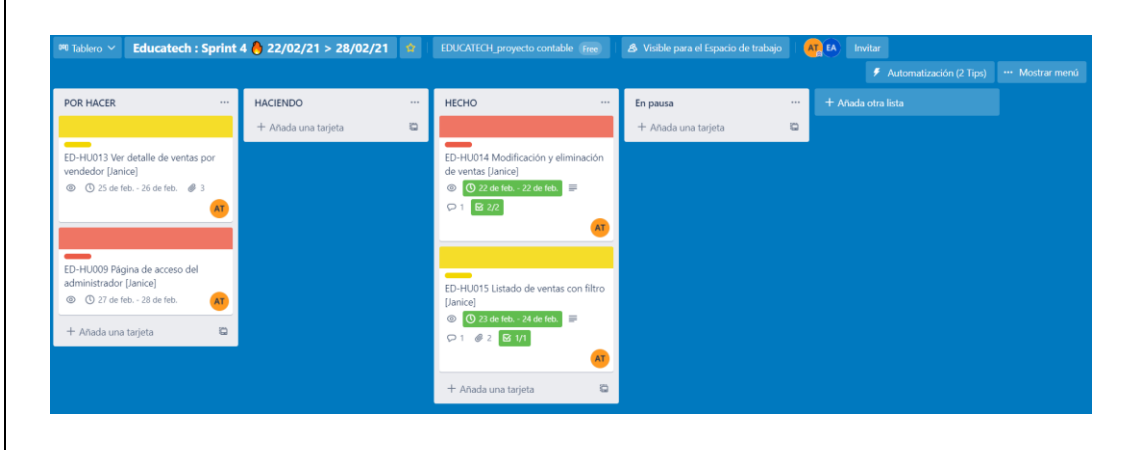 Tablero
Educatech : Sprint 4 🔥 22/02/21 > 28/02/21
EDUCATECH_proyecto contable Free
Visible para el Espacio de trabajo
AT EA
Invitar
Automatización (2 Tips)
··· Mostrar menú
POR HACER ···
ED-HU013 Ver detalle de ventas por
vendedor [Janice]
25 de feb. - 26 de feb. 3
AT
ED-HU009 Página de acceso del
administrador [Janice]
27 de feb. - 28 de feb. AT
+ Añada una tarjeta
HACIENDO ···
+ Añada una tarjeta
HECHO ···
ED-HU014 Modificación y eliminación
de ventas [Janice]
22 de feb. - 22 de feb.
1 2/2
AT
ED-HU015 Listado de ventas con filtro
[Janice]
23 de feb. - 24 de feb.
1 2 1/1
AT
+ Añada una tarjeta
En pausa ···
+ Añada una tarjeta
+ Añada otra lista